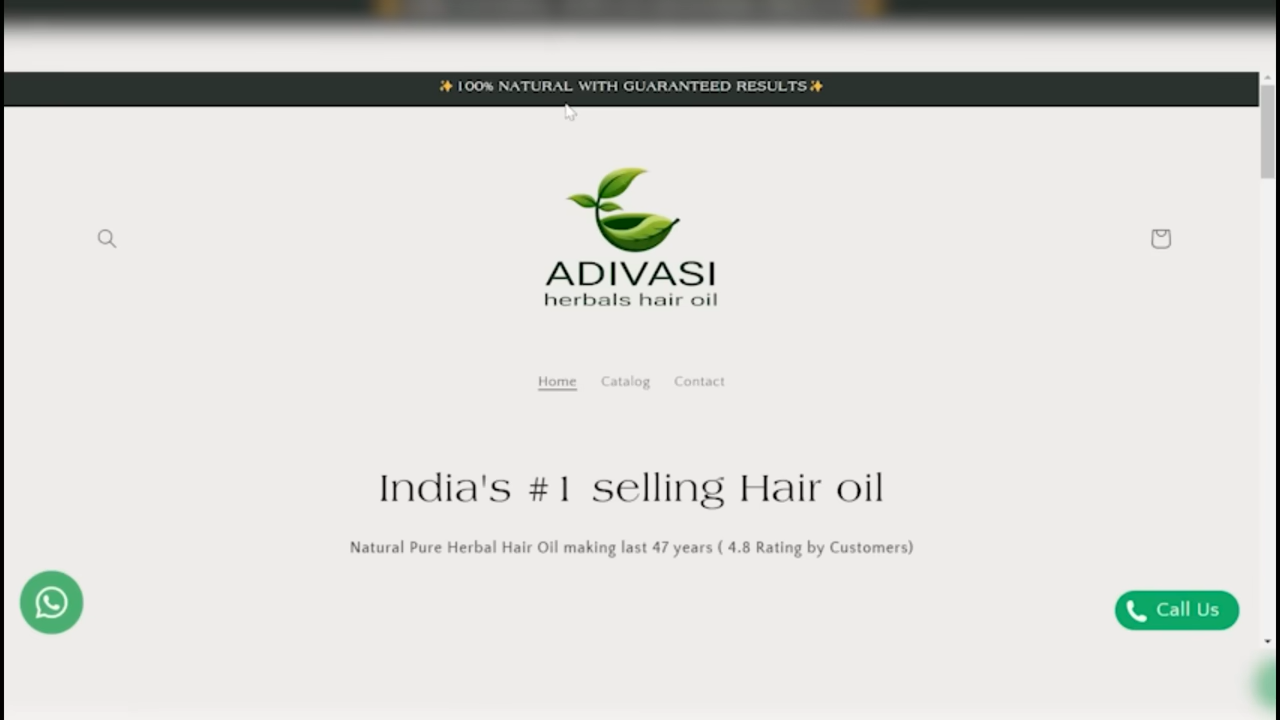 ✨100% NATURAL WITH GUARANTEED RESULTS✨
ADIVASI
herbals hair oil
Home Catalog Contact
India's #1 selling Hair oil
Natural Pure Herbal Hair Oil making last 47 years ( 4.8 Rating by Customers)
Call Us